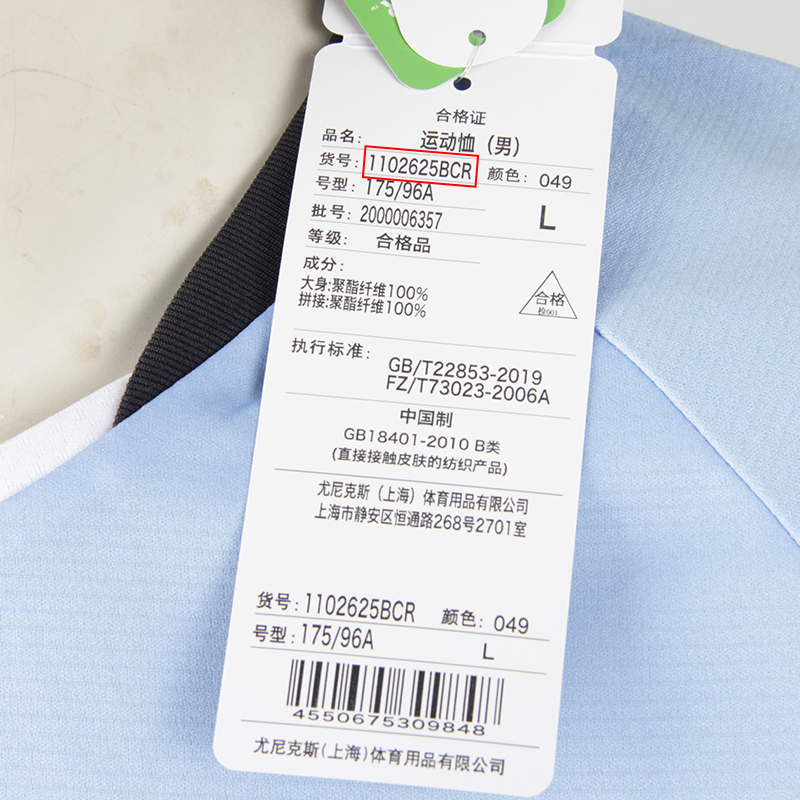 合格证
品名： 运动恤（男）
货号：1102625BCR 颜色：049
号型：175/96A L
批号：2000006357
等级： 合格品
成分：
大身:聚酯纤维100%
拼接:聚酯纤维100%
合格
检001
执行标准：
GB/T22853-2019
FZ/T73023-2006A
中国制
GB18401-2010 B类
(直接接触皮肤的纺织产品)
尤尼克斯（上海）体育用品有限公司
上海市静安区恒通路268号2701室
货号：1102625BCR 颜色：049
号型：175/96A L
4550675309848
尤尼克斯(上海)体育用品有限公司